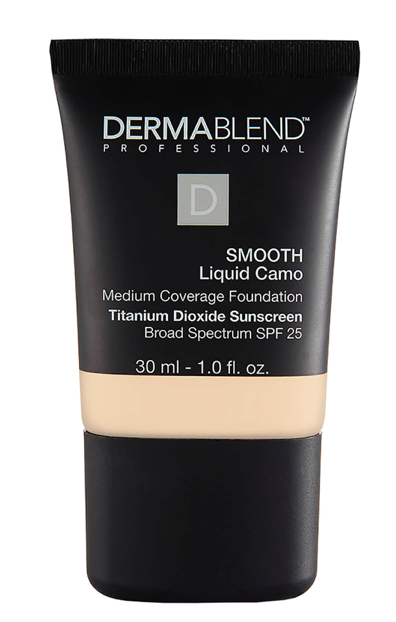 DERMABLEND™
PROFESSIONAL
D
SMOOTH
Liquid Camo
Medium Coverage Foundation
Titanium Dioxide Sunscreen
Broad Spectrum SPF 25
30 ml - 1.0 fl. oz.